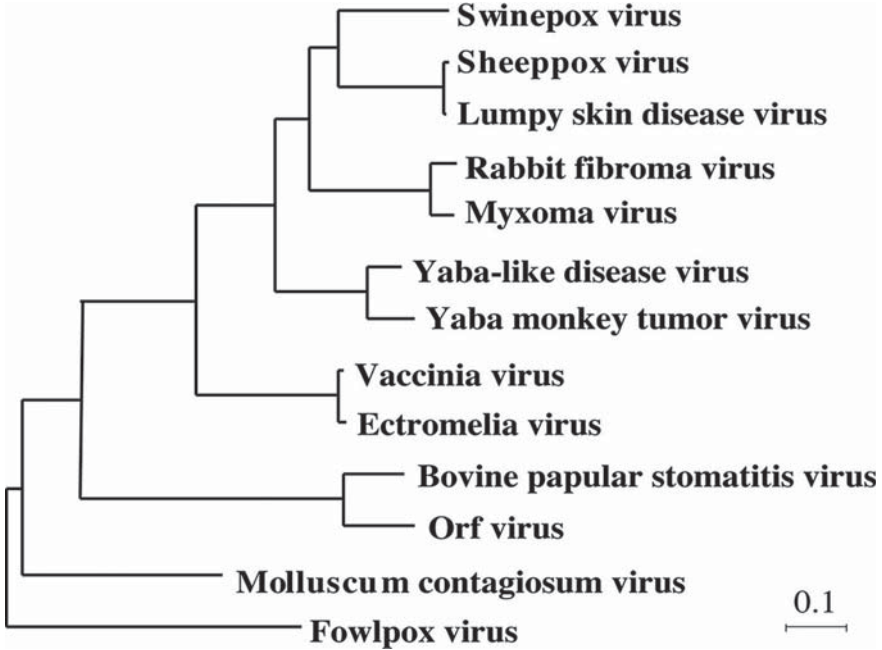 Swinepox virus
Sheeppox virus
Lumpy skin disease virus
Rabbit fibroma virus
Myxoma virus
Yaba-like disease virus
Yaba monkey tumor virus
Vaccinia virus
Ectromelia virus
Bovine papular stomatitis virus
Orf virus
Molluscum contagiosum virus
0.1
Fowlpox virus